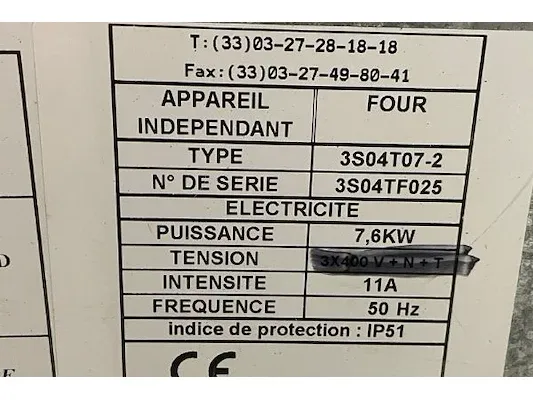 T:(33)03-27-28-18-18
Fax:(33)03-27-49-80-41
APPAREIL INDEPENDANT FOUR
TYPE 3S04T07-2
N° DE SERIE 3S04TF025
ELECTRICITE
PUISSANCE 7,6KW
TENSION 3X400 V + N + T
INTENSITE 11A
FREQUENCE 50 Hz
indice de protection : IP51
CE
D